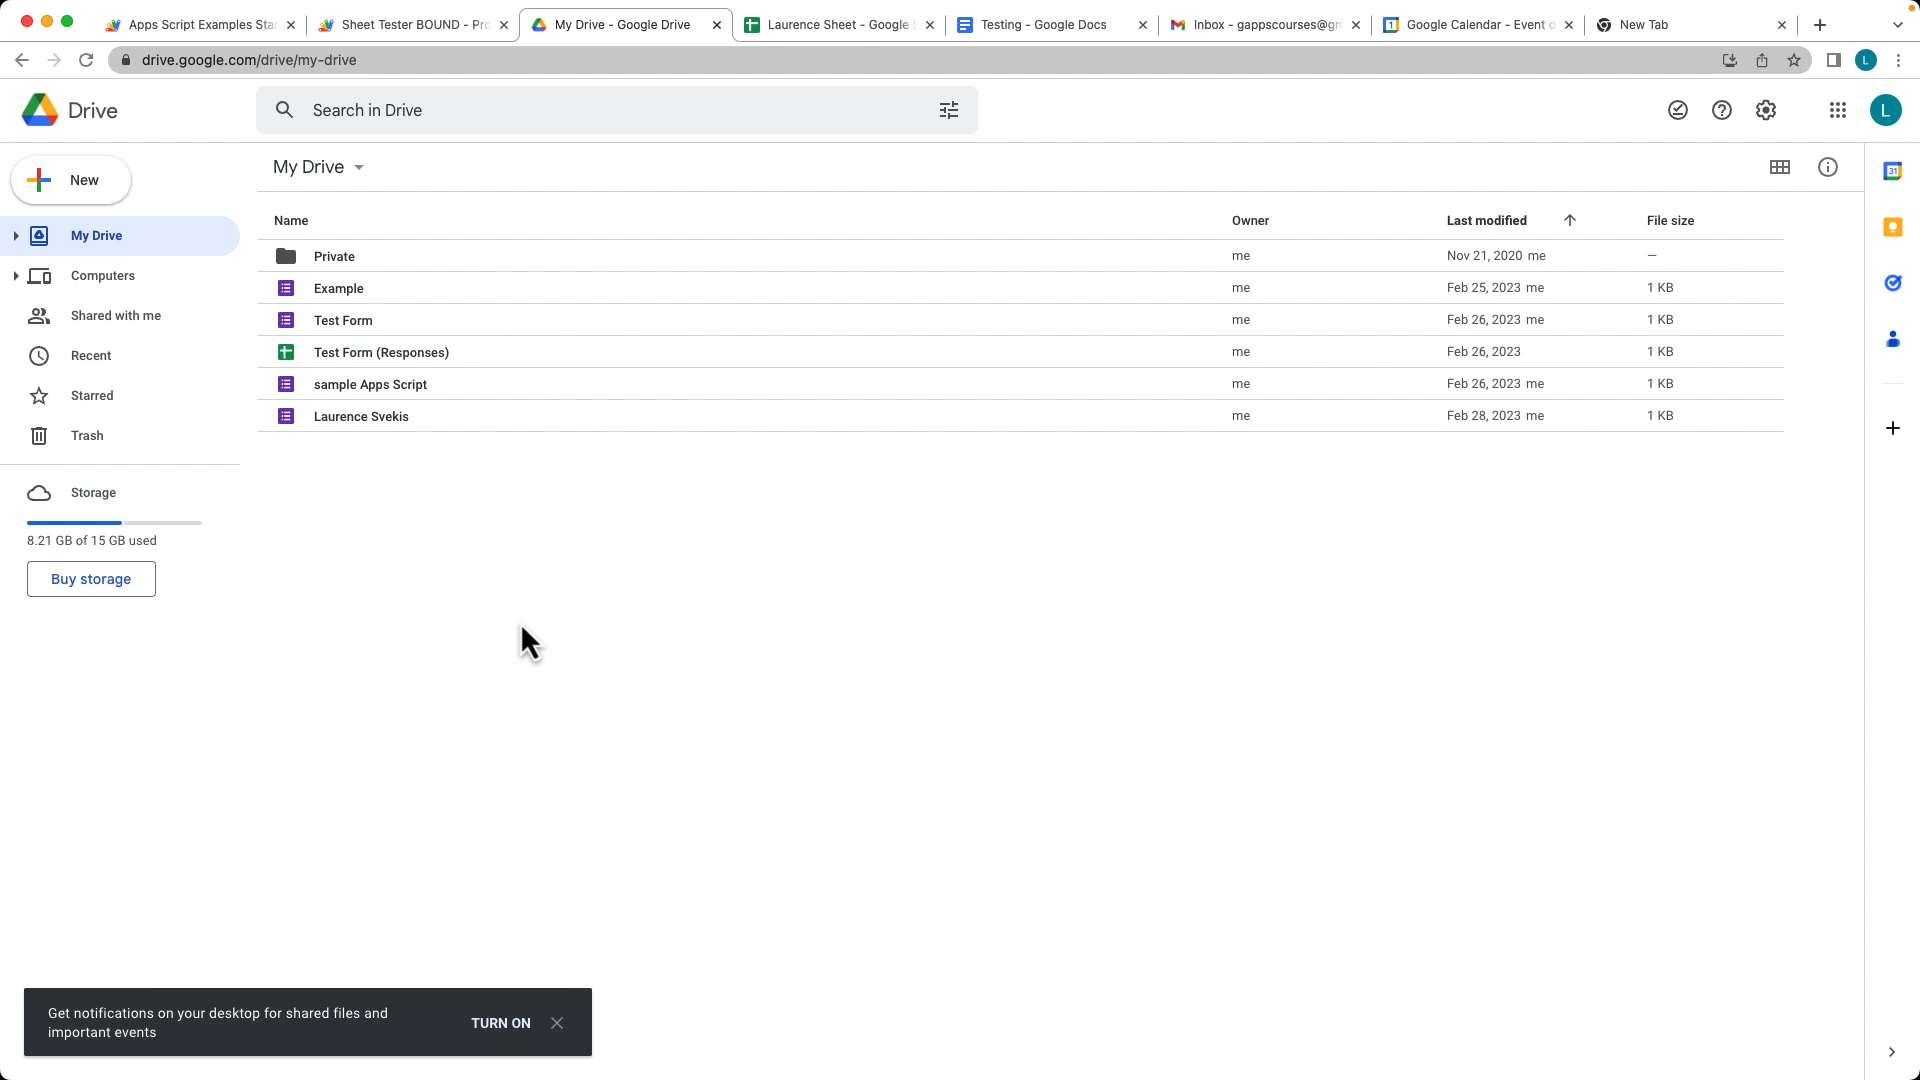 Apps Script Examples Star
Sheet Tester BOUND - Pro
My Drive - Google Drive
Laurence Sheet - Google S
Testing - Google Docs
Inbox - gappscourses@gm
Google Calendar - Event d
New Tab
drive.google.com/drive/my-drive
L
Drive
Search in Drive
L
New
My Drive
Computers
Shared with me
Recent
Starred
Trash
Storage
8.21 GB of 15 GB used
Buy storage
My Drive
Name Owner Last modified File size
Private me Nov 21, 2020 me —
Example me Feb 25, 2023 me 1 KB
Test Form me Feb 26, 2023 me 1 KB
Test Form (Responses) me Feb 26, 2023 1 KB
sample Apps Script me Feb 26, 2023 me 1 KB
Laurence Svekis me Feb 28, 2023 me 1 KB
31
Get notifications on your desktop for shared files and
important events
TURN ON